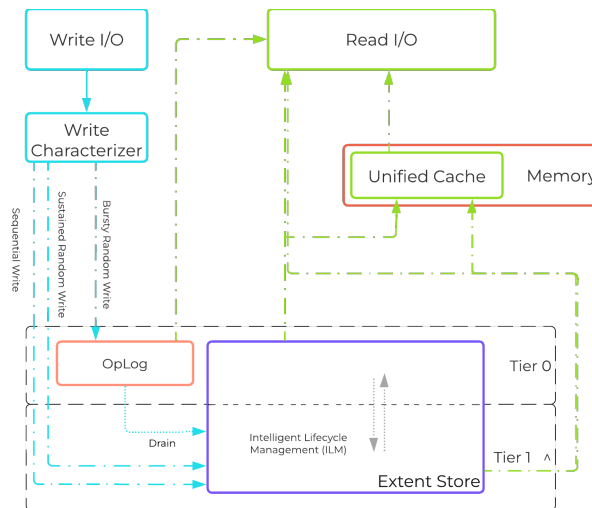 Write I/O
Read I/O
Write
Characterizer
Unified Cache
Memory
Sequential Write
Sustained Random Write
Bursty Random Write
OpLog
Tier 0
Drain
Intelligent Lifecycle
Management (ILM)
Tier 1 ^
Extent Store